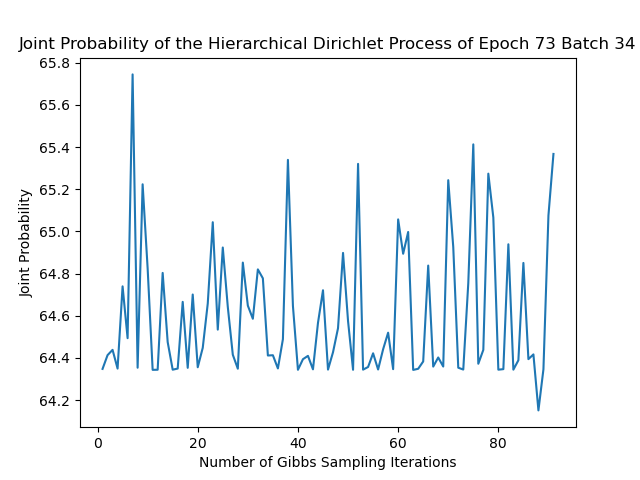 Joint Probability of the Hierarchical Dirichlet Process of Epoch 73 Batch 34
65.8
65.6
65.4
65.2
65.0
64.8
64.6
64.4
64.2
Joint Probability
0 20 40 60 80
Number of Gibbs Sampling Iterations